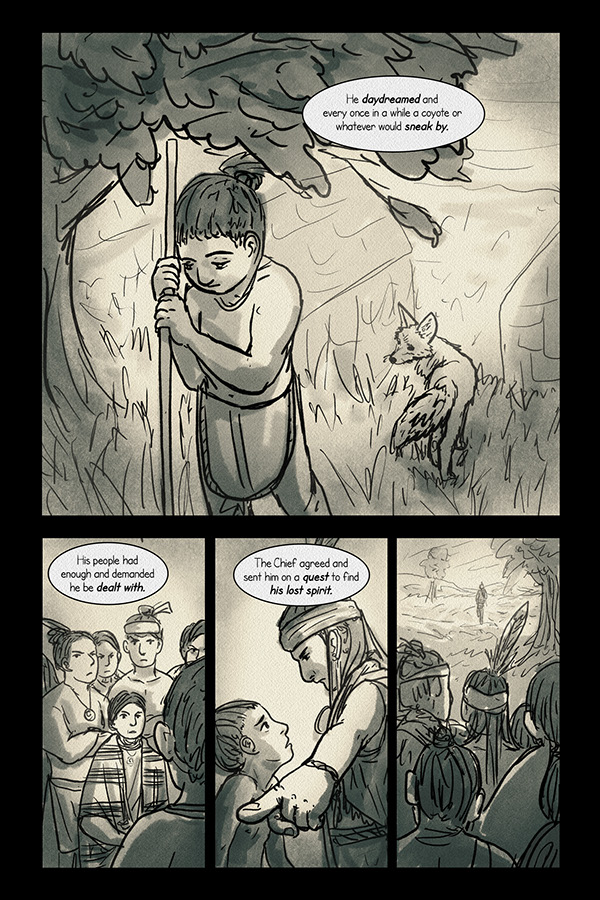 He daydreamed and
every once in a while a coyote or
whatever would sneak by.
His people had
enough and demanded
he be dealt with.
The Chief agreed and
sent him on a quest to find
his lost spirit.